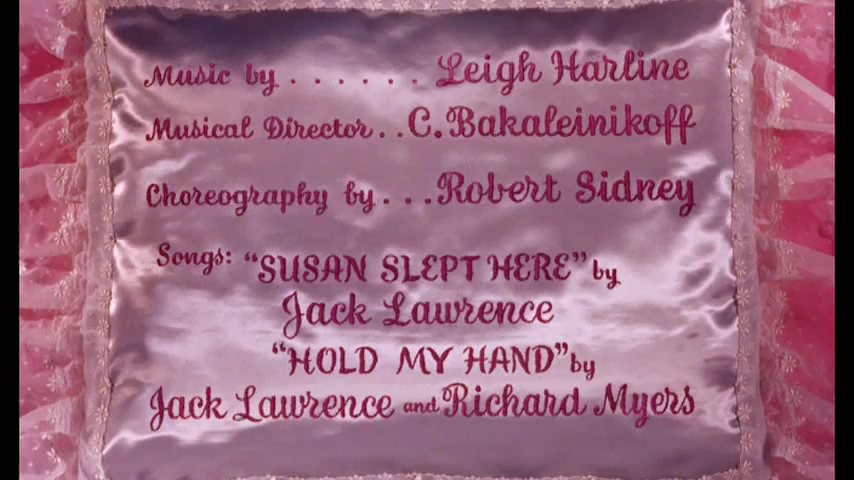 Music by . . . . . . Leigh Harline
Musical Director . . C. Bakaleinikoff
Choreography by . . . Robert Sidney
Songs: “SUSAN SLEPT HERE” by
Jack Lawrence
“HOLD MY HAND” by
Jack Lawrence and Richard Myers